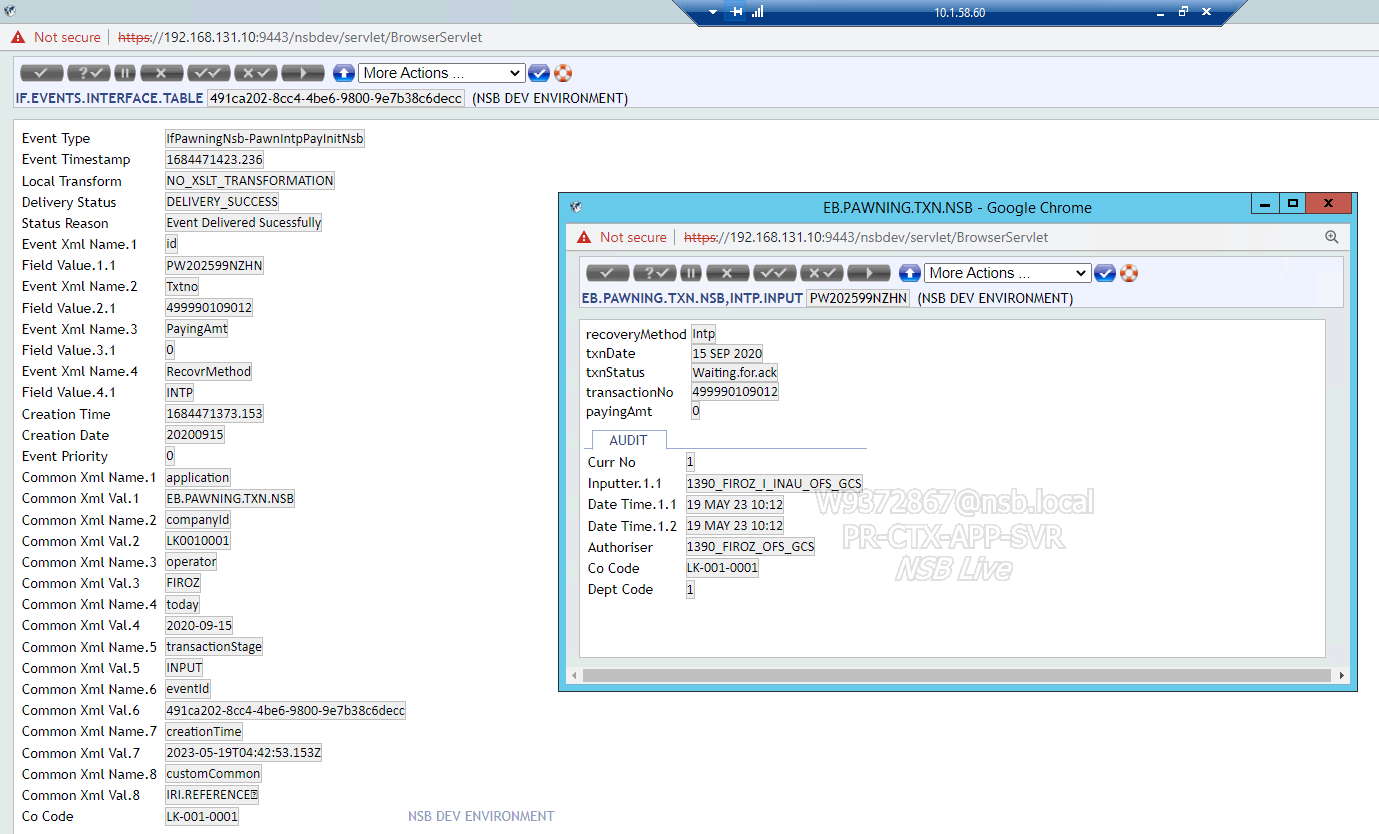 10.1.58.60
Not secure https://192.168.131.10:9443/nsbdev/servlet/BrowserServlet
More Actions ...
IF.EVENTS.INTERFACE.TABLE 491ca202-8cc4-4be6-9800-9e7b38c6decc (NSB DEV ENVIRONMENT)
Event Type IfPawningNsb-PawnIntpPayInitNsb
Event Timestamp 1684471423.236
Local Transform NO_XSLT_TRANSFORMATION
Delivery Status DELIVERY_SUCCESS
Status Reason Event Delivered Sucessfully
Event Xml Name.1 id
Field Value.1.1 PW202599NZHN
Event Xml Name.2 Txtno
Field Value.2.1 499990109012
Event Xml Name.3 PayingAmt
Field Value.3.1 0
Event Xml Name.4 RecovrMethod
Field Value.4.1 INTP
Creation Time 1684471373.153
Creation Date 20200915
Event Priority 0
Common Xml Name.1 application
Common Xml Val.1 EB.PAWNING.TXN.NSB
Common Xml Name.2 companyId
Common Xml Val.2 LK0010001
Common Xml Name.3 operator
Common Xml Val.3 FIROZ
Common Xml Name.4 today
Common Xml Val.4 2020-09-15
Common Xml Name.5 transactionStage
Common Xml Val.5 INPUT
Common Xml Name.6 eventId
Common Xml Val.6 491ca202-8cc4-4be6-9800-9e7b38c6decc
Common Xml Name.7 creationTime
Common Xml Val.7 2023-05-19T04:42:53.153Z
Common Xml Name.8 customCommon
Common Xml Val.8 IRI.REFERENCE
Co Code LK-001-0001
NSB DEV ENVIRONMENT
EB.PAWNING.TXN.NSB - Google Chrome
Not secure https://192.168.131.10:9443/nsbdev/servlet/BrowserServlet
More Actions ...
EB.PAWNING.TXN.NSB,INTP.INPUT PW202599NZHN (NSB DEV ENVIRONMENT)
recoveryMethod Intp
txnDate 15 SEP 2020
txnStatus Waiting.for.ack
transactionNo 499990109012
payingAmt 0
AUDIT
Curr No 1
Inputter.1.1 1390_FIROZ_I_INAU_OFS_GCS
Date Time.1.1 19 MAY 23 10:12
Date Time.1.2 19 MAY 23 10:12
Authoriser 1390_FIROZ_OFS_GCS
Co Code LK-001-0001
Dept Code 1
W9372867@nsb.local
PR-CTX-APP-SVR
NSB Live